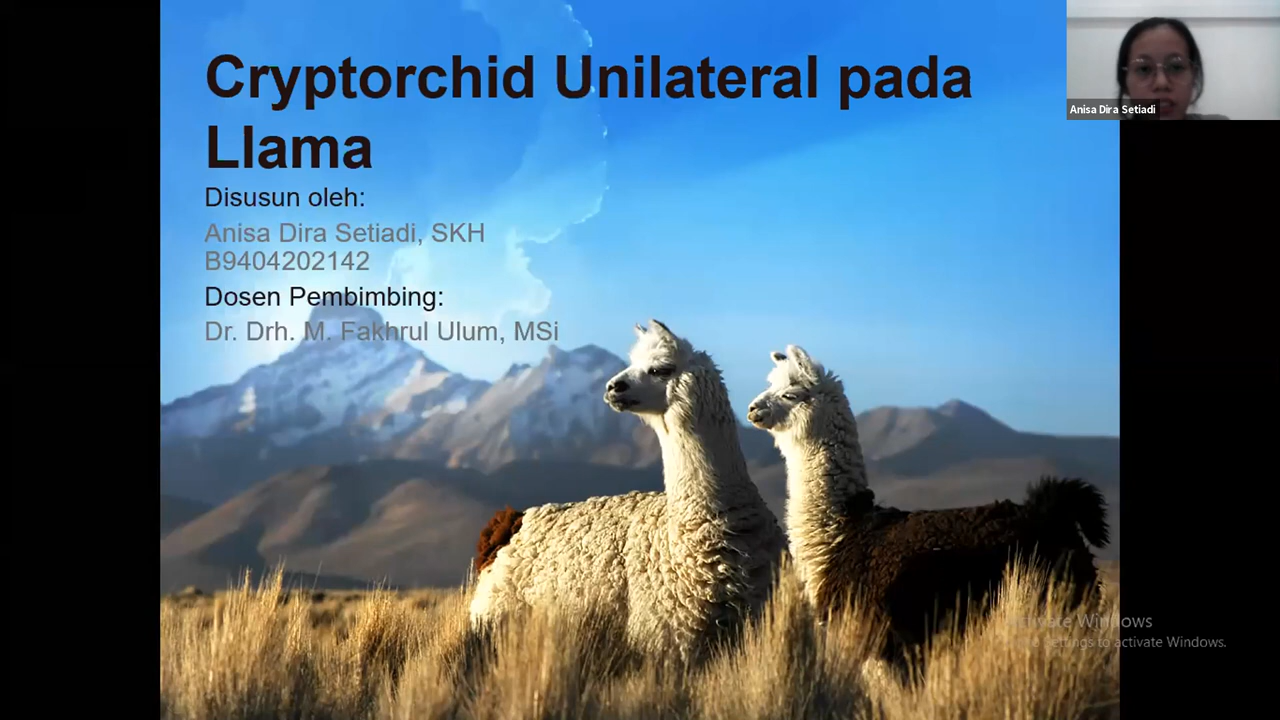 Cryptorchid Unilateral pada
Llama
Disusun oleh:
Anisa Dira Setiadi, SKH
B9404202142
Dosen Pembimbing:
Dr. Drh. M. Fakhrul Ulum, MSi
Anisa Dira Setiadi
Activate Windows
to Settings to activate Windows.